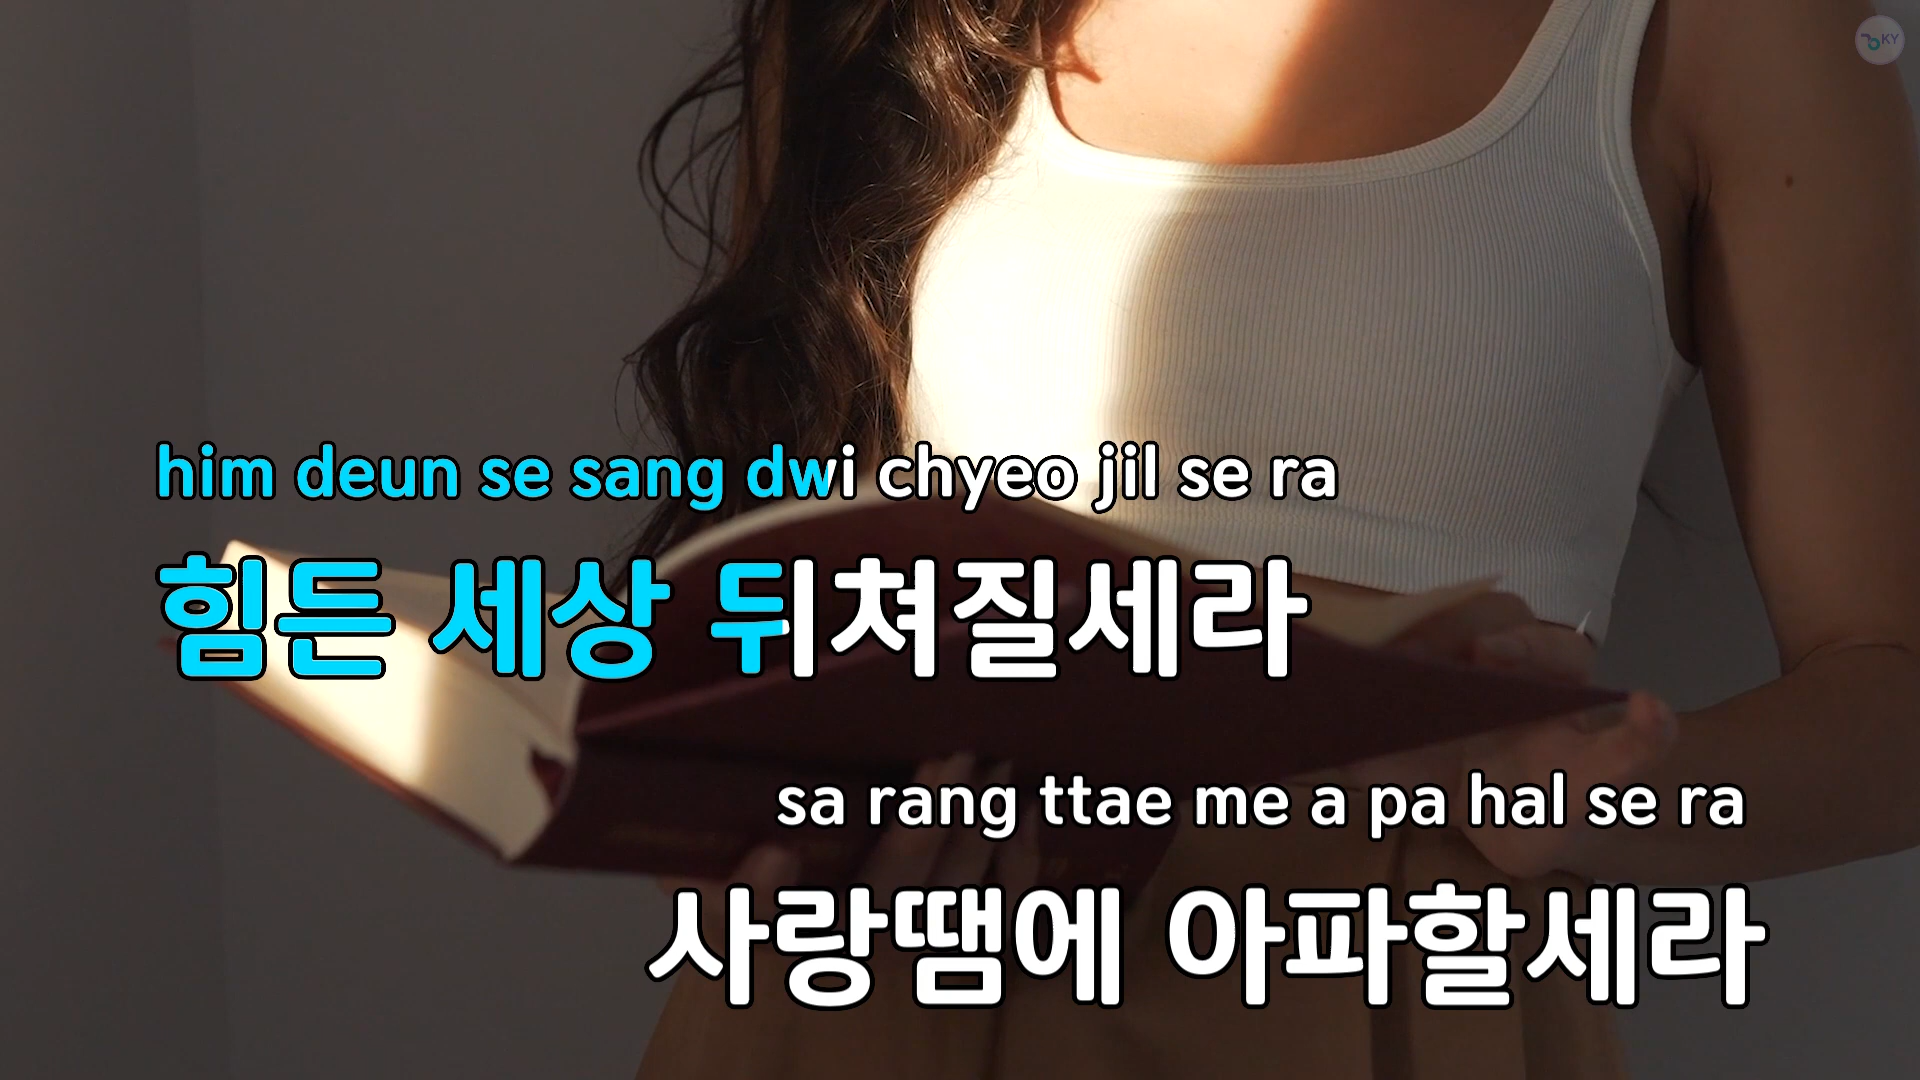 KY
him deun se sang dwi chyeo jil se ra
힘든 세상 뒤쳐질세라
sa rang ttae me a pa hal se ra
사랑땜에 아파할세라